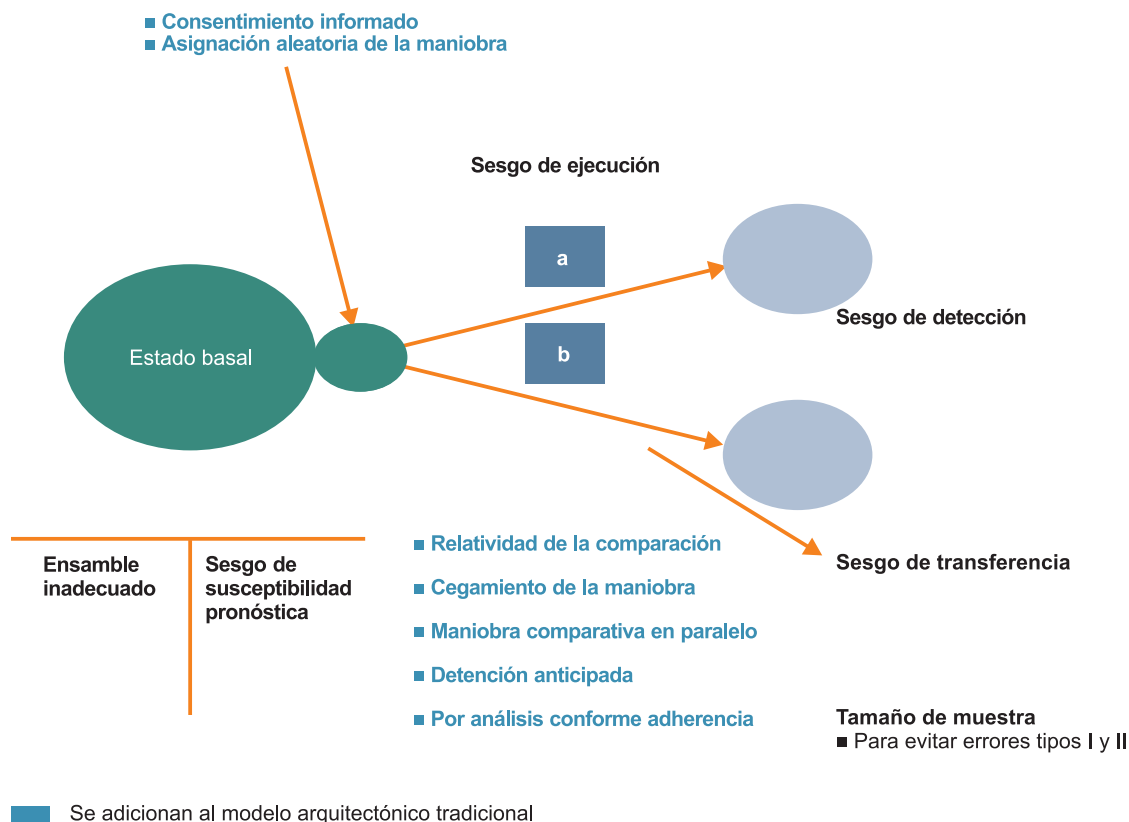 ■ Consentimiento informado
■ Asignación aleatoria de la maniobra
Sesgo de ejecución
a
Sesgo de detección
Estado basal
b
Ensamble
inadecuado
Sesgo de
susceptibilidad
pronóstica
■ Relatividad de la comparación
■ Cegamiento de la maniobra
■ Maniobra comparativa en paralelo
■ Detención anticipada
■ Por análisis conforme adherencia
Sesgo de transferencia
Tamaño de muestra
■ Para evitar errores tipos I y II
Se adicionan al modelo arquitectónico tradicional